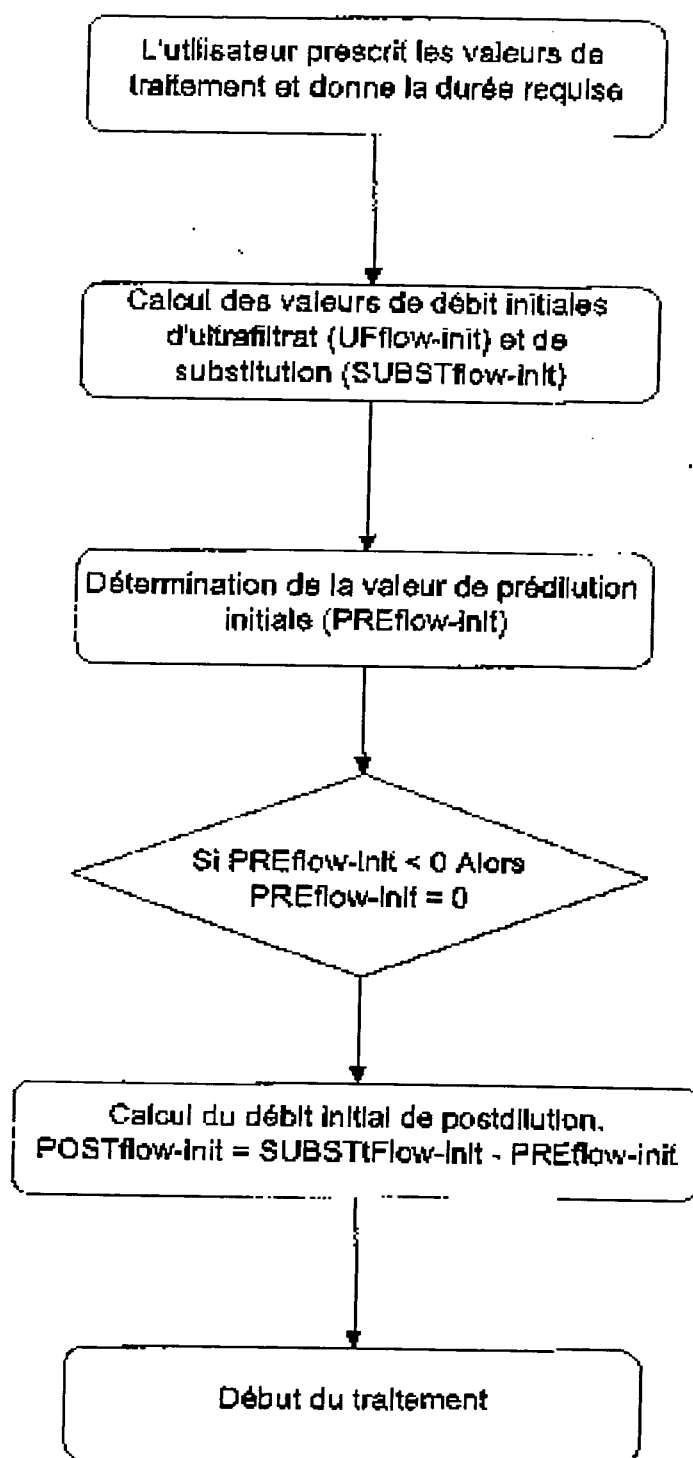 L'utilisateur prescrit les valeurs de
traitement et donne la durée requise
Calcul des valeurs de débit initiales
d'ultrafiltrat (UFflow-init) et de
substitution (SUBSTflow-init)
Détermination de la valeur de prédilution
initiale (PREflow-init)
Si PREflow-init < 0 Alors
PREflow-init = 0
Calcul du débit initial de postdilution.
POSTflow-init = SUBSTtFlow-init - PREflow-init
Début du traitement